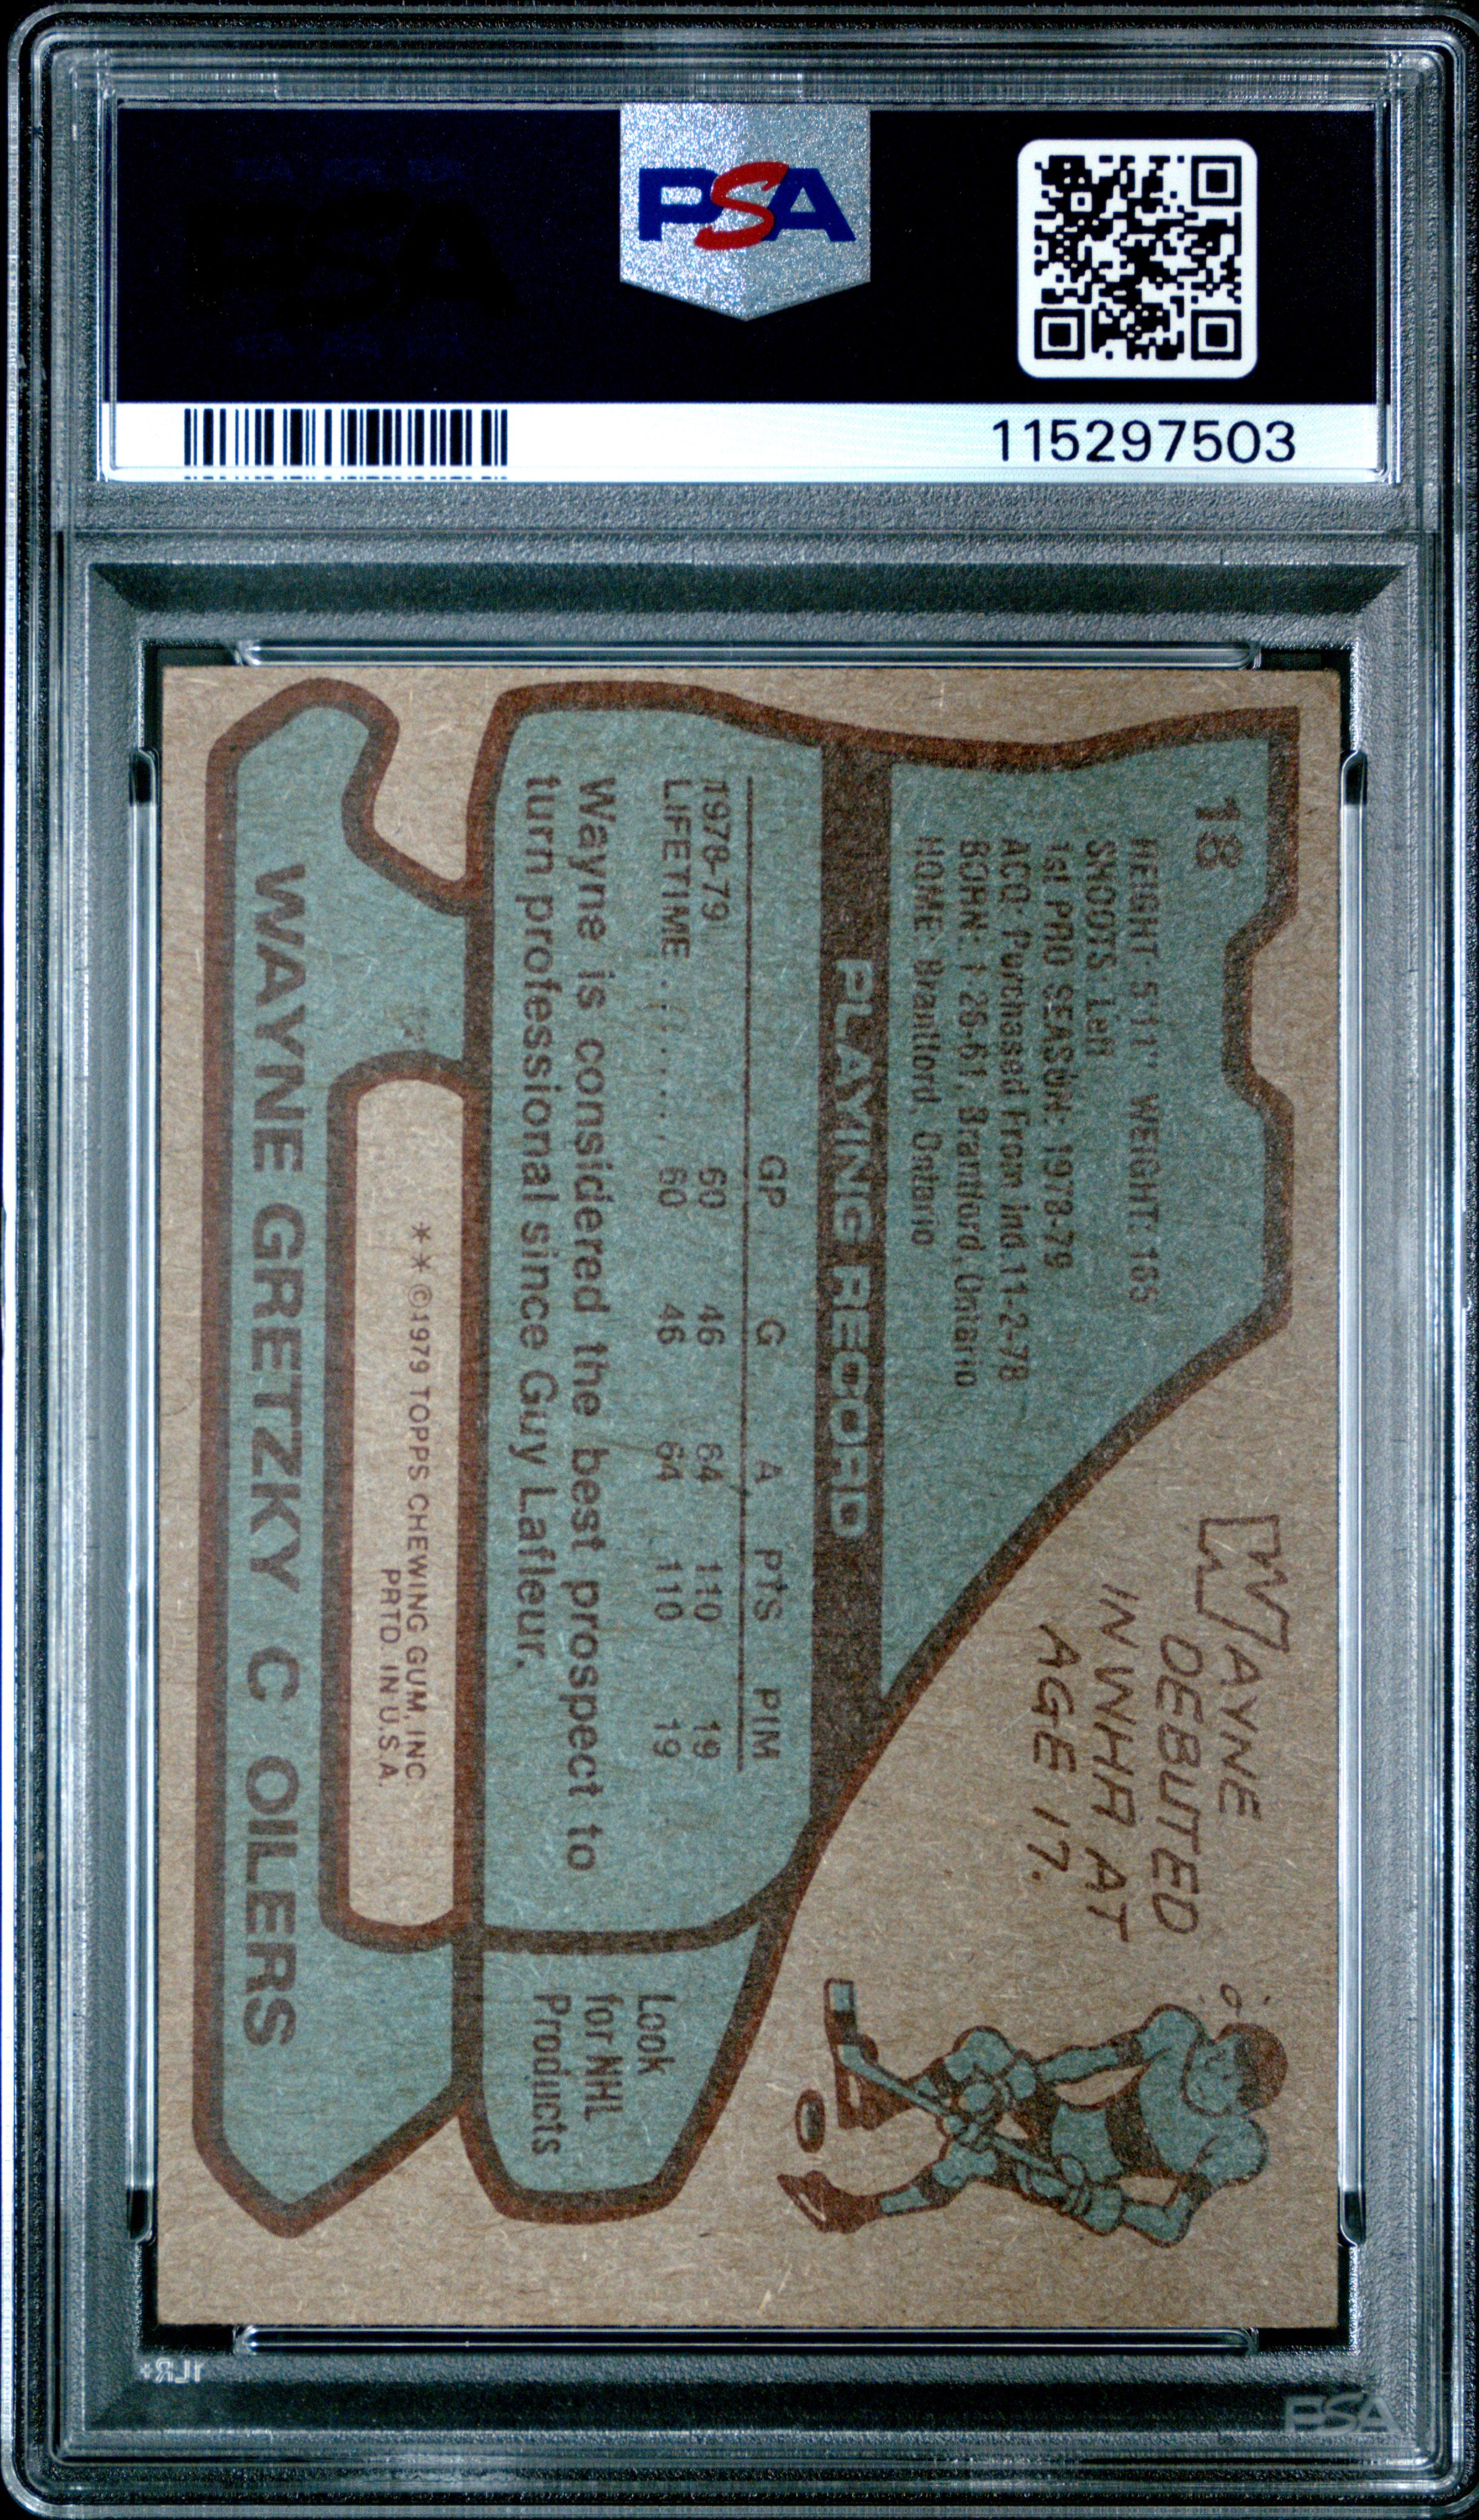 PSA
115297503
18
HEIGHT: 5'11" WEIGHT: 165
SHOOTS: Left
1st PRO SEASON: 1978-79
ACQ: Purchased From Ind. 11-2-78
BORN: 1-26-61, Brantford, Ontario
HOME: Brantford, Ontario
WAYNE
DEBUTED
IN WHA AT
AGE 17.
PLAYING RECORD
GP G A PTS PIM
1978-79 60 46 64 110 19
LIFETIME 60 46 64 110 19
Wayne is considered the best prospect to
turn professional since Guy Lafleur.
Look
for NHL
Products
** ©1979 TOPPS CHEWING GUM, INC.
PRTD. IN U.S.A.
WAYNE GRETZKY C OILERS
PSA